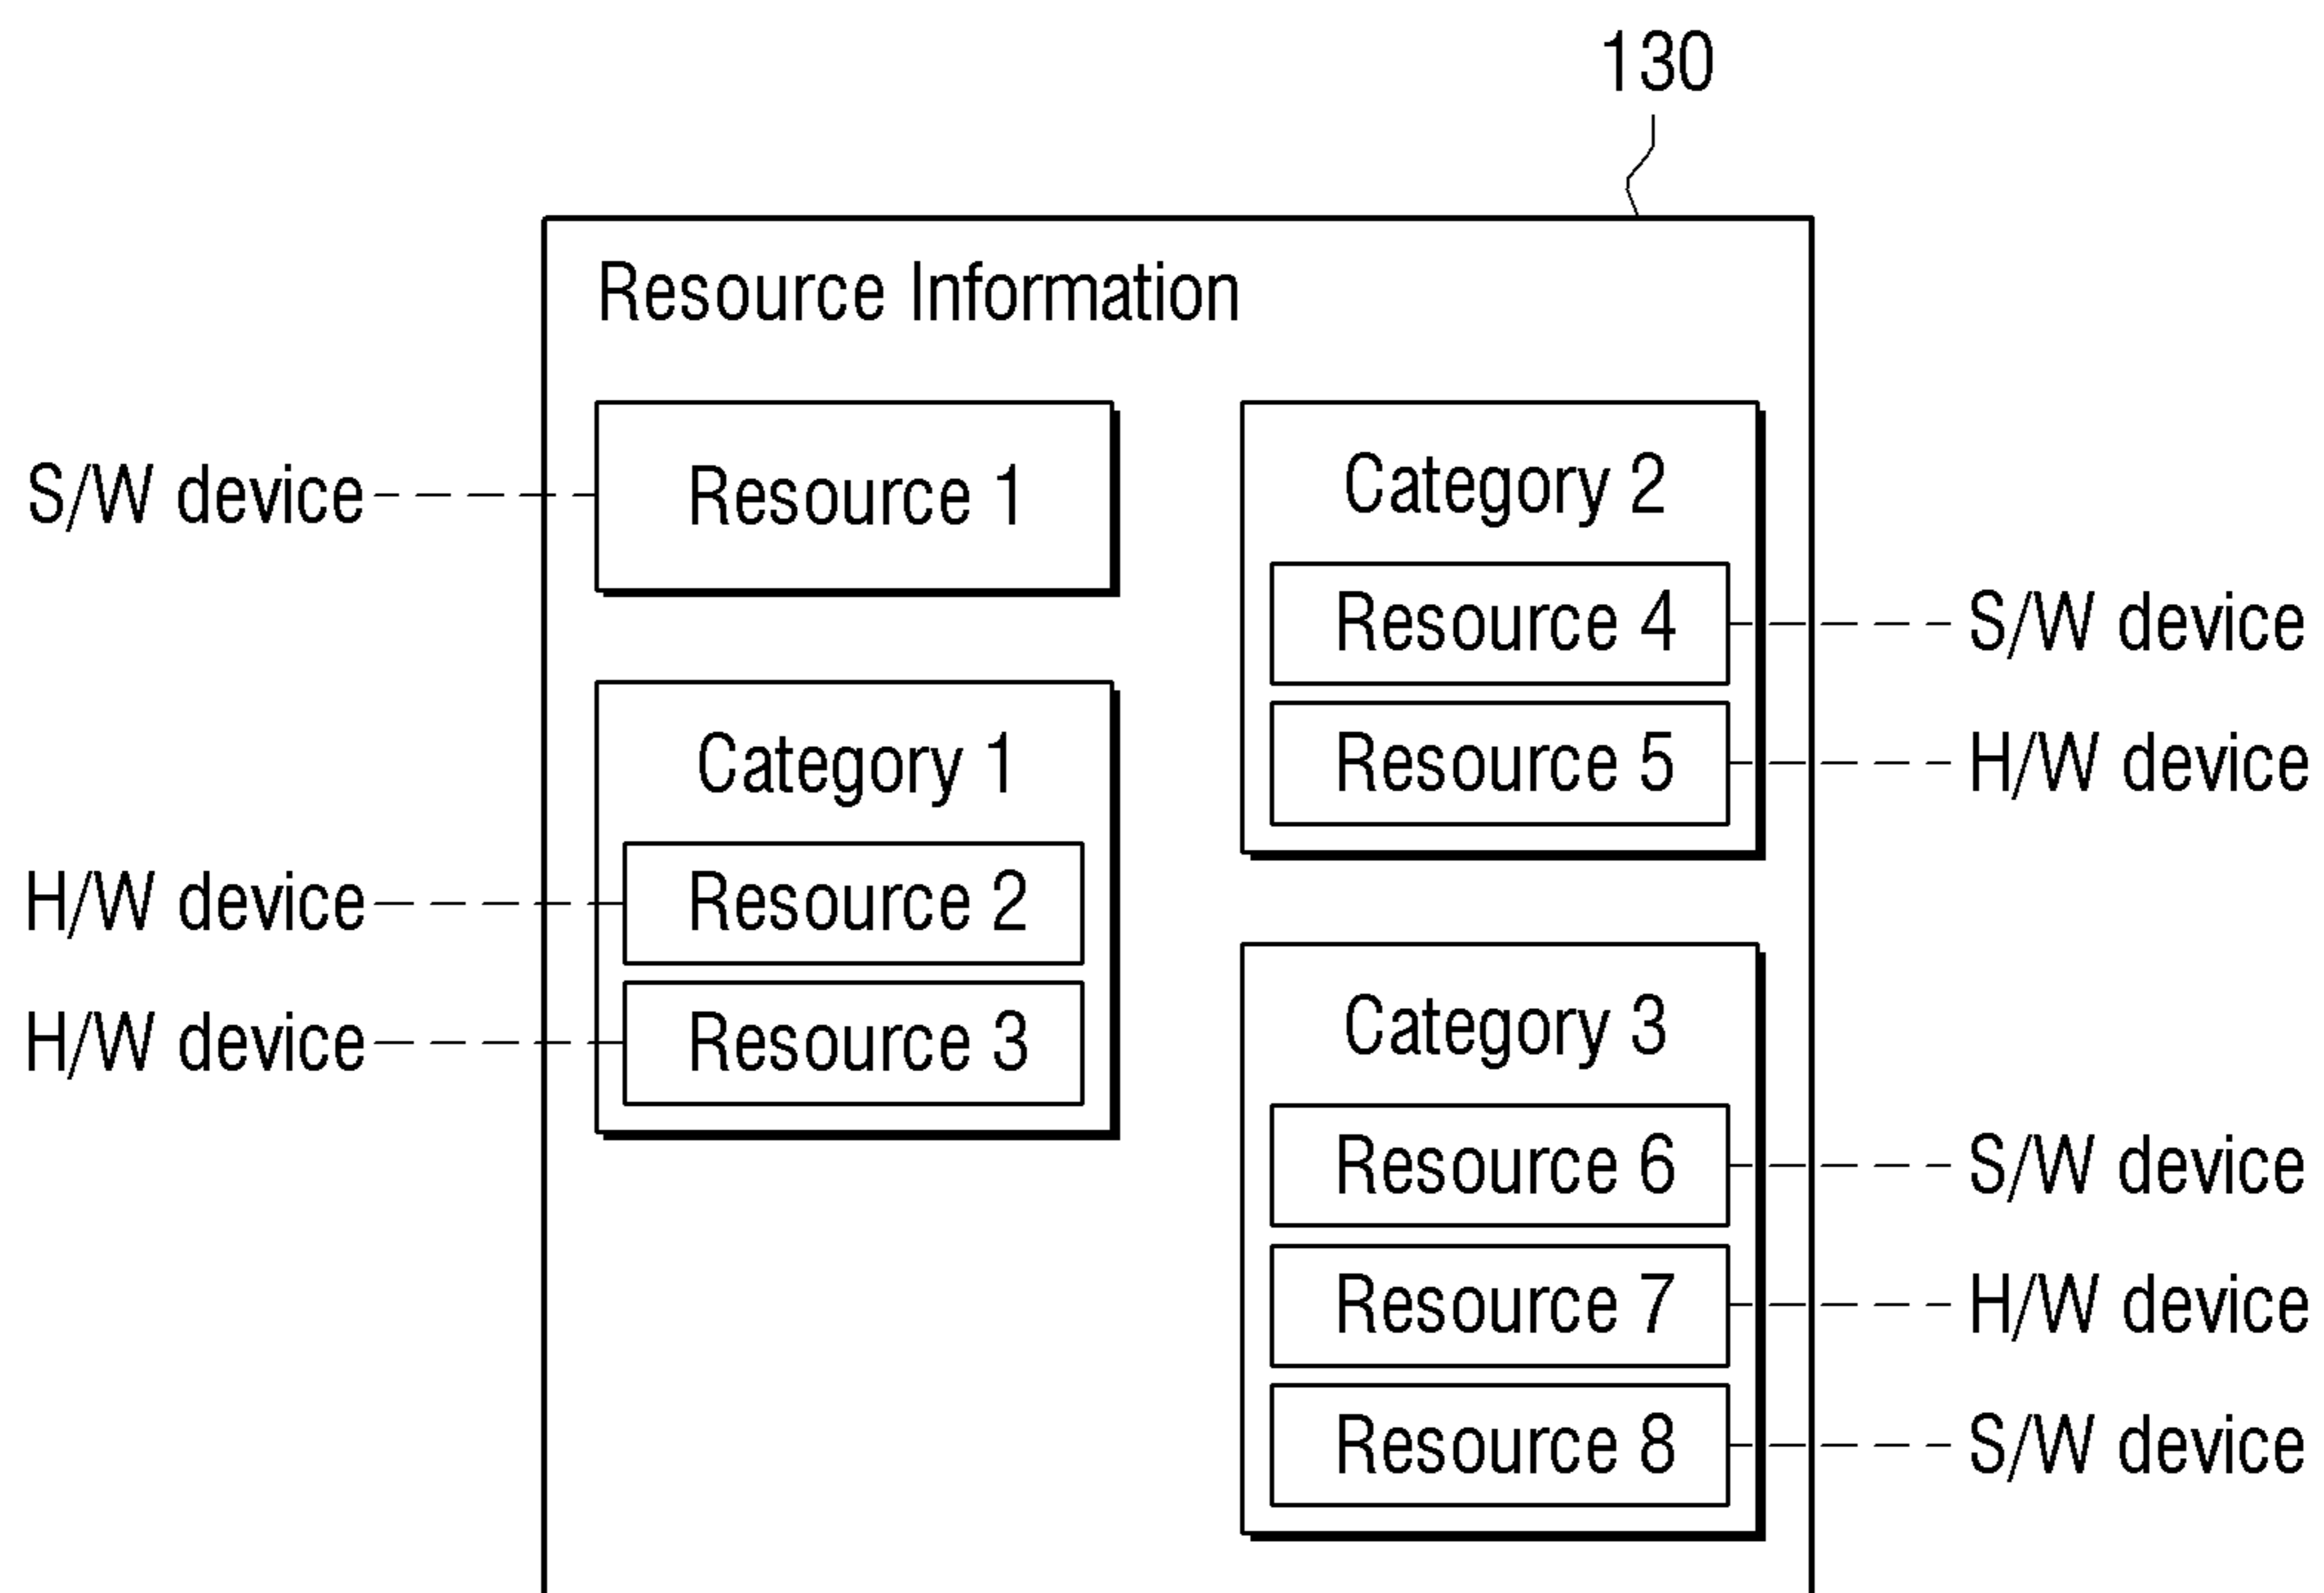 130
Resource Information
S/W device
Resource 1
Category 1
H/W device
Resource 2
H/W device
Resource 3
Category 2
Resource 4
S/W device
Resource 5
H/W device
Category 3
Resource 6
S/W device
Resource 7
H/W device
Resource 8
S/W device